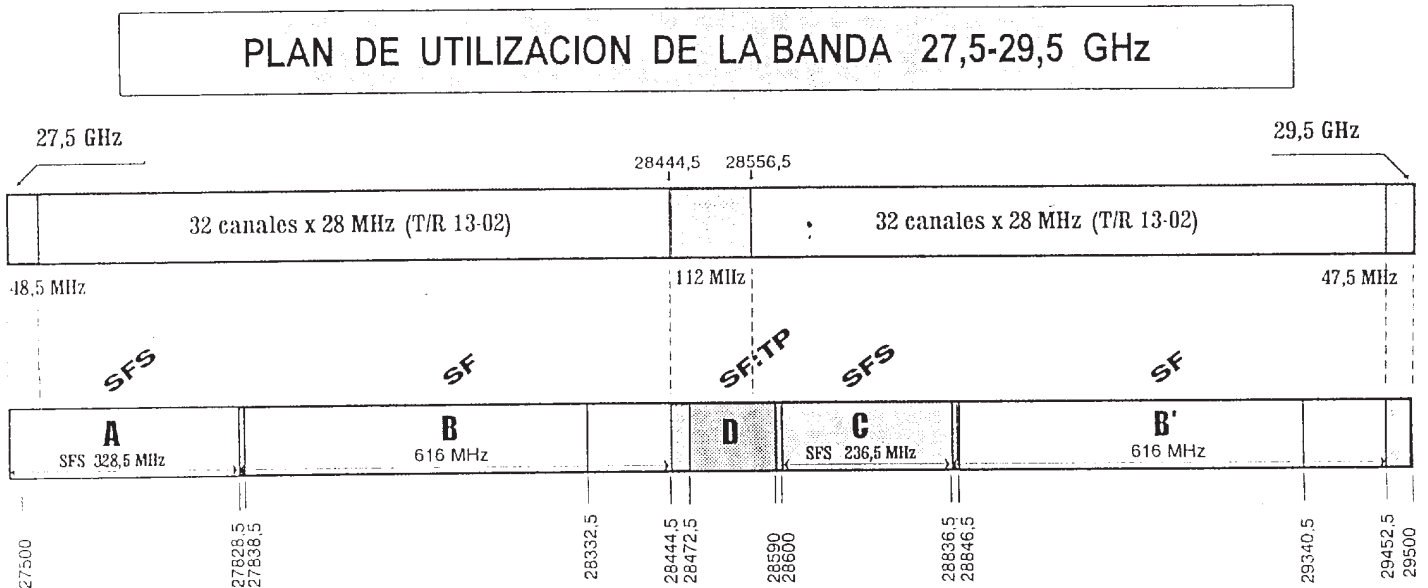 PLAN DE UTILIZACION DE LA BANDA 27,5-29,5 GHz
27,5 GHz
29,5 GHz
28444,5 28556,5
32 canales x 28 MHz (T/R 13-02)
32 canales x 28 MHz (T/R 13-02)
48,5 MHz
112 MHz
47,5 MHz
SFS
SF
SF:TP
SFS
SF
A
SFS 328,5 MHz
B
616 MHz
D
C
SFS 236,5 MHz
B'
616 MHz
27500
27828,5
27838,5
28332,5
28444,5
28472,5
28590
28600
28836,5
28846,5
29340,5
29452,5
29500